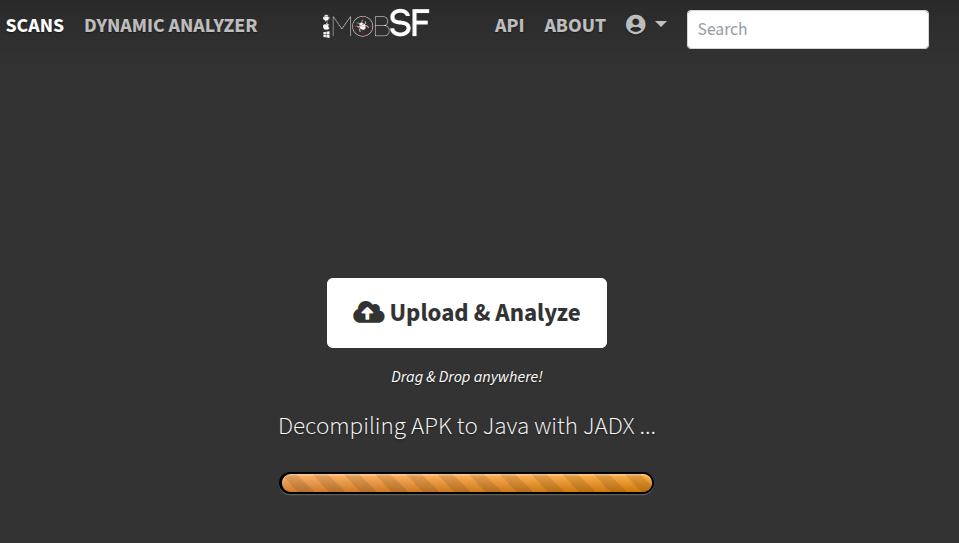 SCANS DYNAMIC ANALYZER MOBSF API ABOUT Search
Upload & Analyze
Drag & Drop anywhere!
Decompiling APK to Java with JADX ...